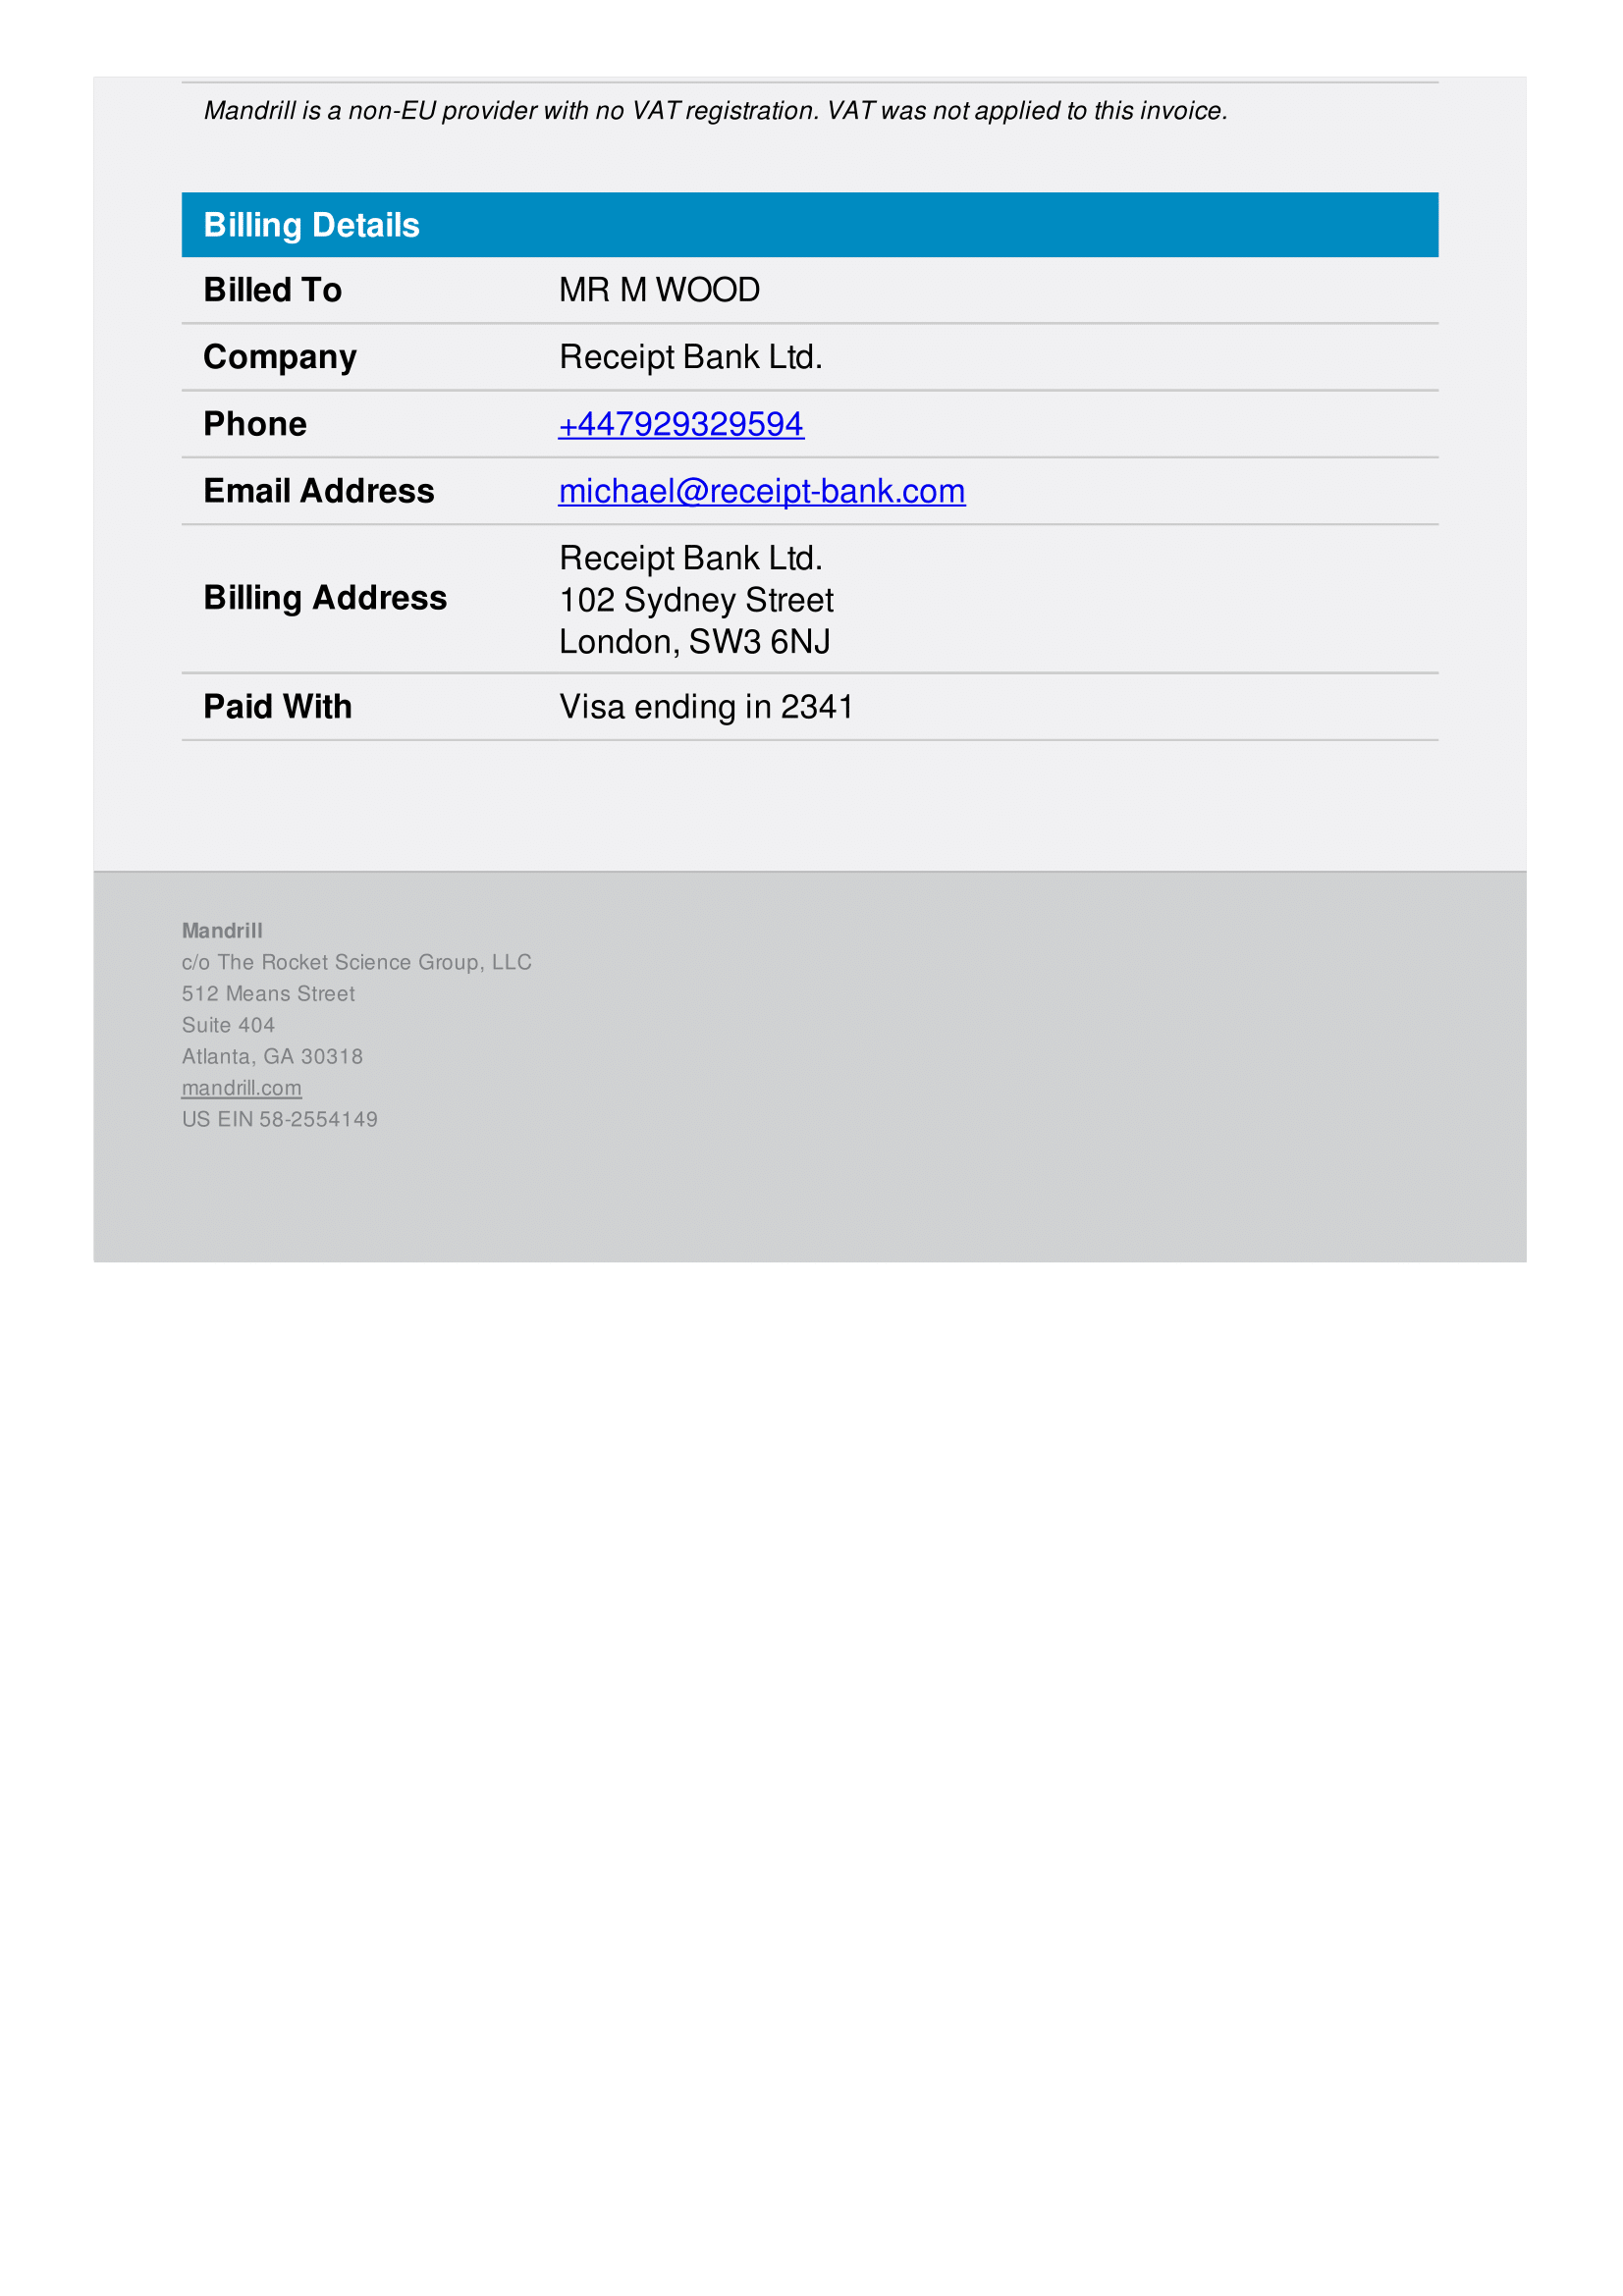 Mandrill is a non-EU provider with no VAT registration. VAT was not applied to this invoice.
Billing Details
Billed To MR M WOOD
Company Receipt Bank Ltd.
Phone +447929329594
Email Address michael@receipt-bank.com
Billing Address Receipt Bank Ltd.
102 Sydney Street
London, SW3 6NJ
Paid With Visa ending in 2341
Mandrill
c/o The Rocket Science Group, LLC
512 Means Street
Suite 404
Atlanta, GA 30318
mandrill.com
US EIN 58-2554149